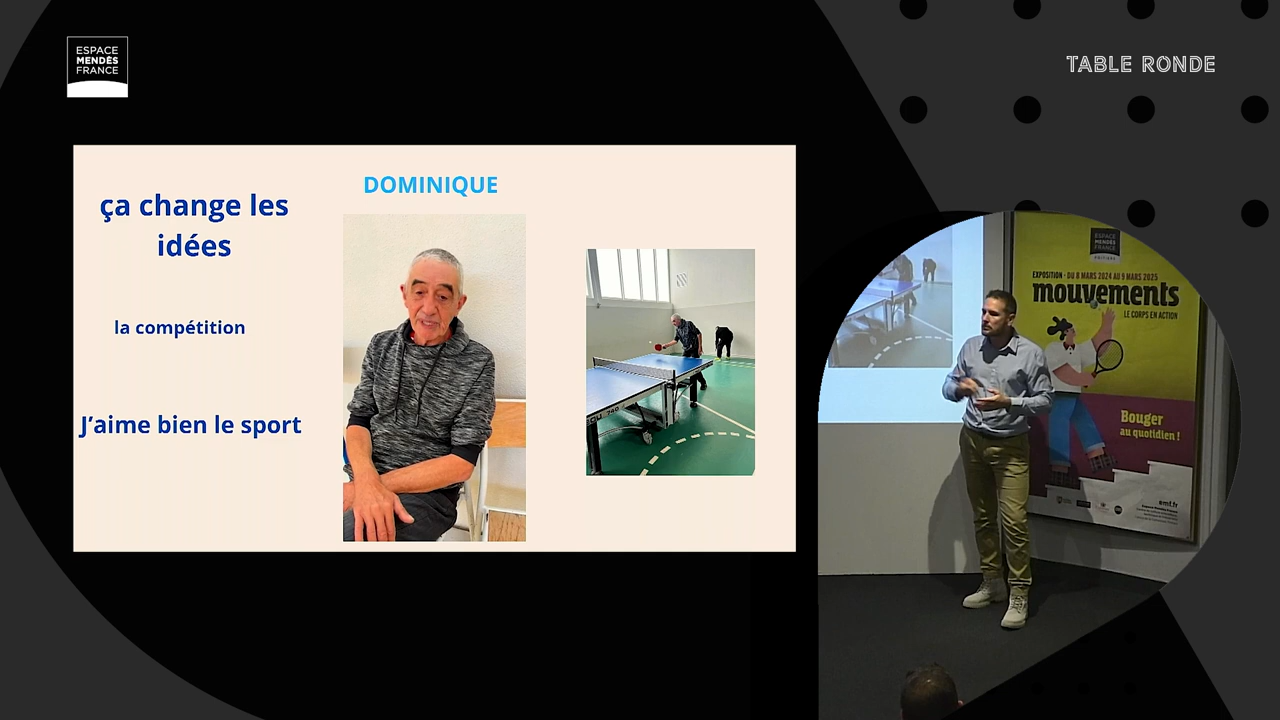 ESPACE
MENDÈS
FRANCE
TABLE RONDE
DOMINIQUE
ça change les
idées
la compétition
J’aime bien le sport
ESPACE
MENDÈS
FRANCE
EXPOSITION · DU 8 MARS 2024 AU 9 MARS 2025
mouvements
LE CORPS EN ACTION
Bouger
au quotidien !
emf.fr